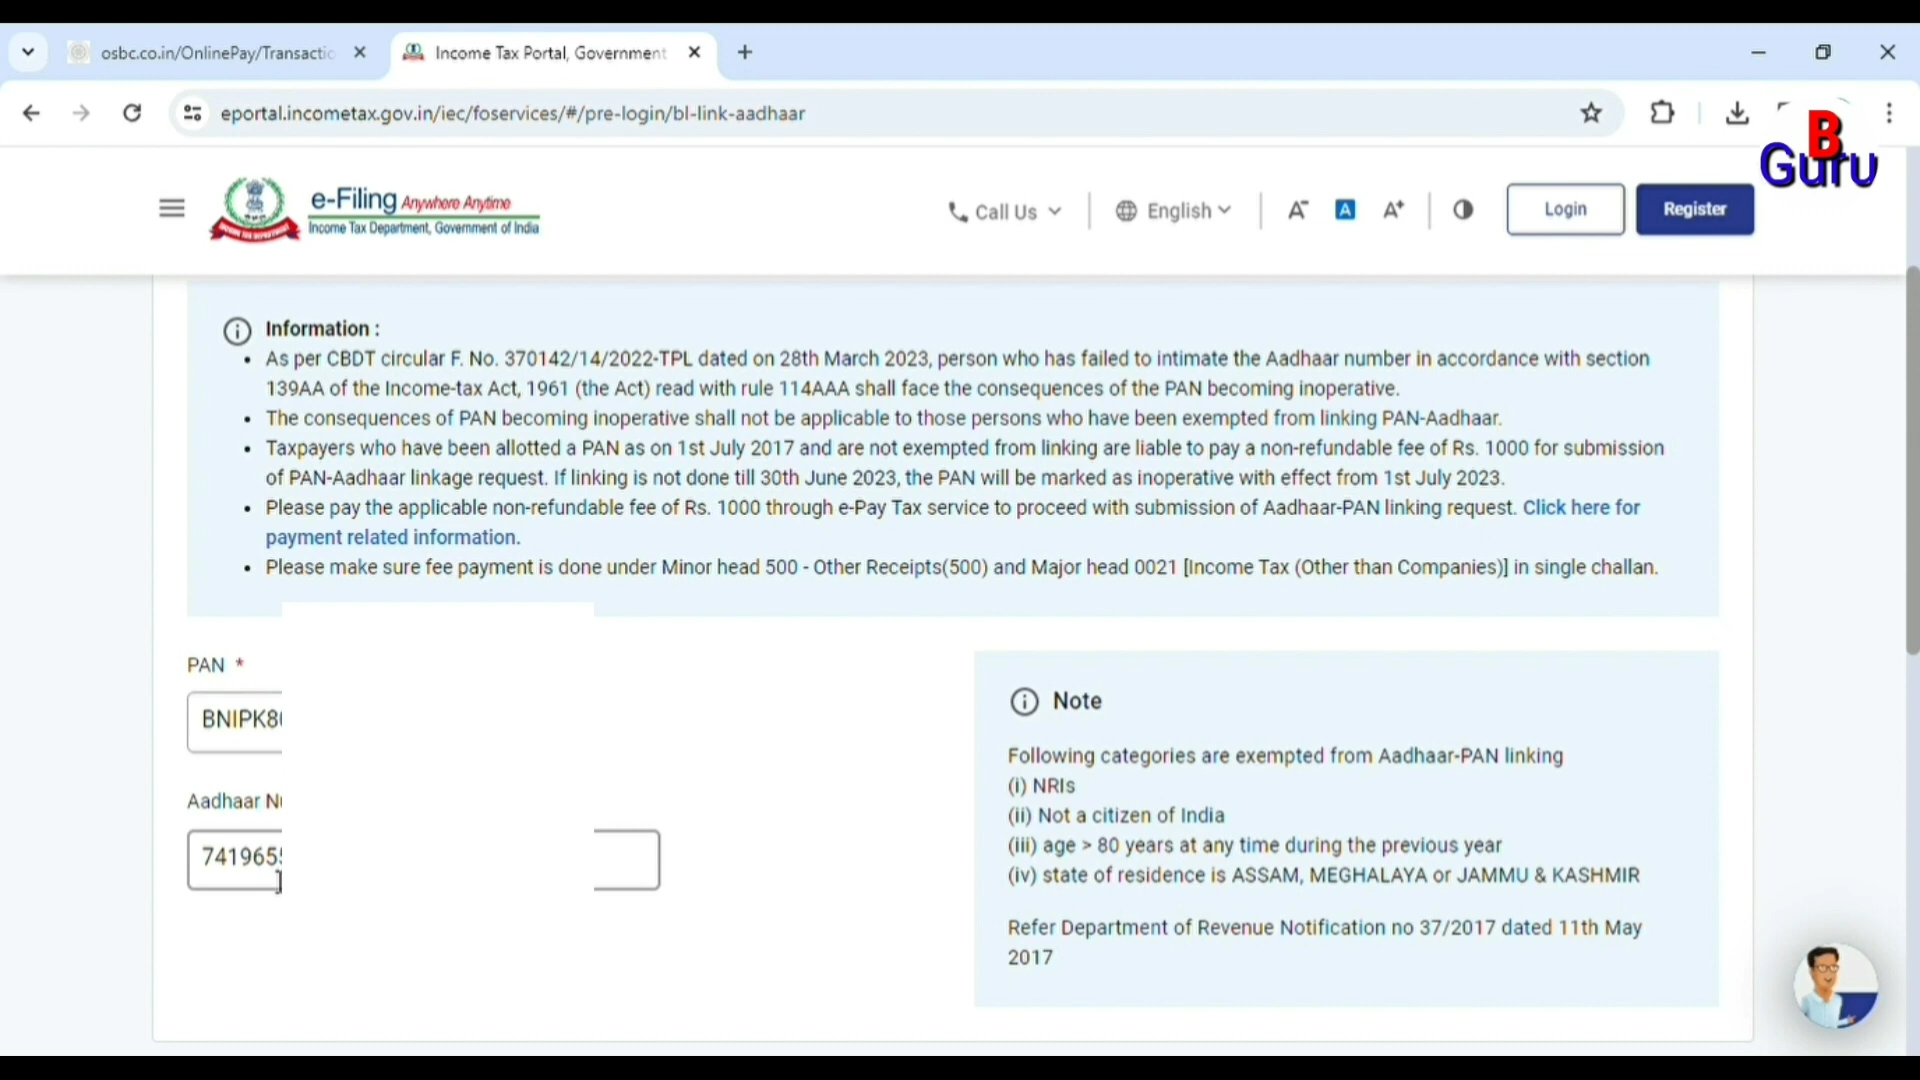 osbc.co.in/OnlinePay/Transactic
Income Tax Portal, Government
eportal.incometax.gov.in/iec/foservices/#/pre-login/bl-link-aadhaar
B
Guru
e-Filing Anywhere Anytime
Income Tax Department, Government of India
Call Us
English
A-
A
A+
Login
Register
Information :
As per CBDT circular F. No. 370142/14/2022-TPL dated on 28th March 2023, person who has failed to intimate the Aadhaar number in accordance with section
139AA of the Income-tax Act, 1961 (the Act) read with rule 114AAA shall face the consequences of the PAN becoming inoperative.
The consequences of PAN becoming inoperative shall not be applicable to those persons who have been exempted from linking PAN-Aadhaar.
Taxpayers who have been allotted a PAN as on 1st July 2017 and are not exempted from linking are liable to pay a non-refundable fee of Rs. 1000 for submission
of PAN-Aadhaar linkage request. If linking is not done till 30th June 2023, the PAN will be marked as inoperative with effect from 1st July 2023.
Please pay the applicable non-refundable fee of Rs. 1000 through e-Pay Tax service to proceed with submission of Aadhaar-PAN linking request. Click here for
payment related information.
Please make sure fee payment is done under Minor head 500 - Other Receipts(500) and Major head 0021 [Income Tax (Other than Companies)] in single challan.
PAN *
BNIPK8
Aadhaar N
741965
Note
Following categories are exempted from Aadhaar-PAN linking
(i) NRIs
(ii) Not a citizen of India
(iii) age > 80 years at any time during the previous year
(iv) state of residence is ASSAM, MEGHALAYA or JAMMU & KASHMIR
Refer Department of Revenue Notification no 37/2017 dated 11th May
2017